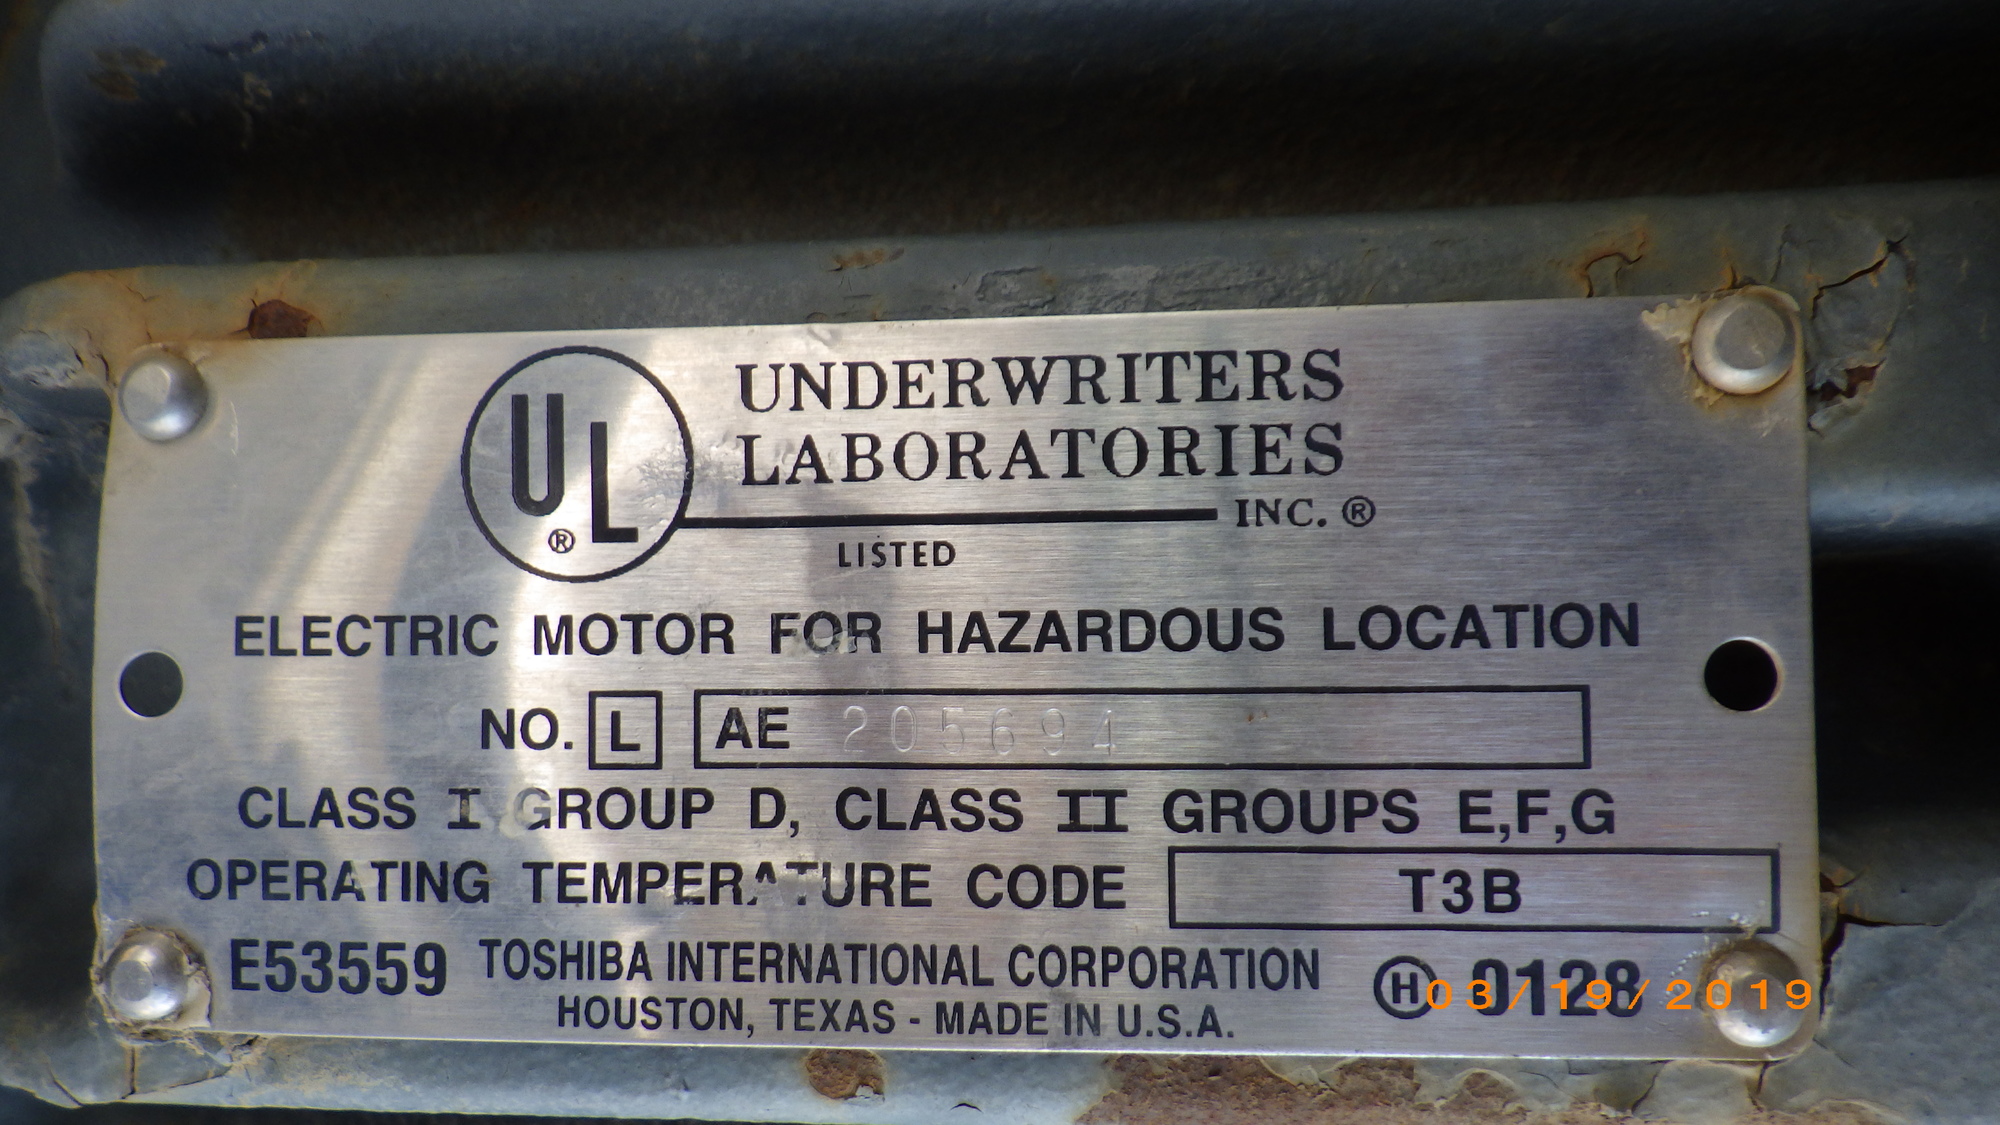 UL®
UNDERWRITERS
LABORATORIES
INC. ®
LISTED
ELECTRIC MOTOR FOR HAZARDOUS LOCATION
NO. L AE 205694
CLASS I GROUP D, CLASS II GROUPS E,F,G
OPERATING TEMPERATURE CODE T3B
E53559 TOSHIBA INTERNATIONAL CORPORATION Ⓗ 0128
HOUSTON, TEXAS - MADE IN U.S.A.
03/19/2019